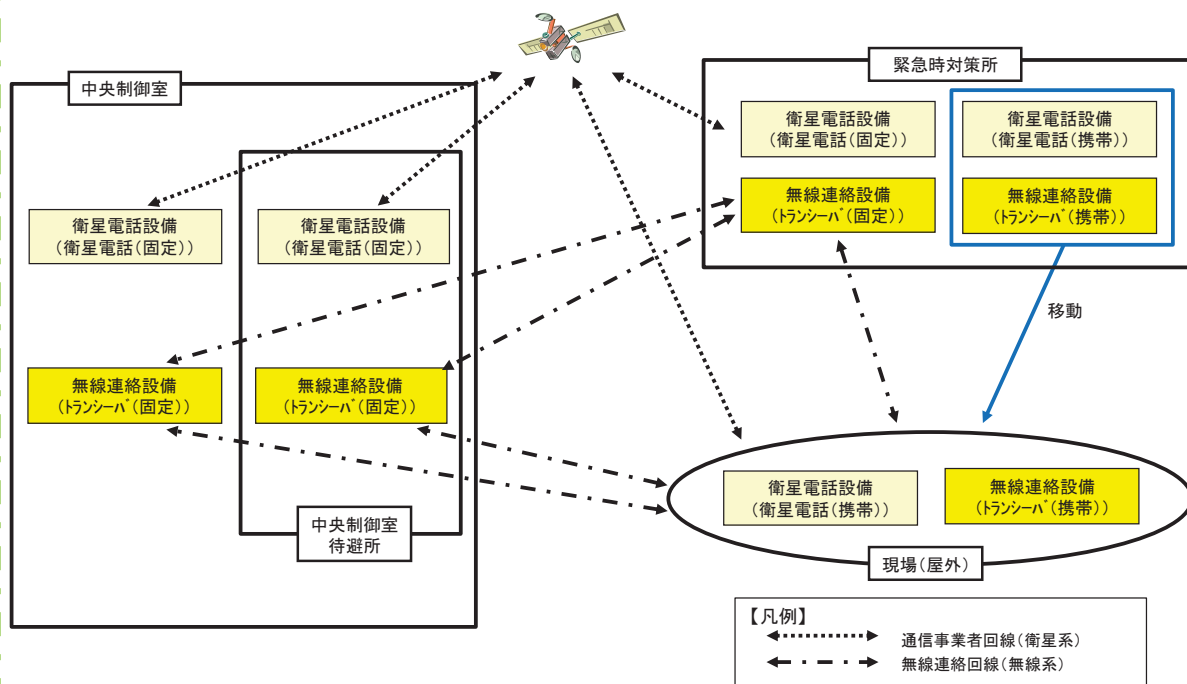 中央制御室
衛星電話設備
(衛星電話(固定))
衛星電話設備
(衛星電話(固定))
無線連絡設備
(トランシーバ(固定))
無線連絡設備
(トランシーバ(固定))
中央制御室
待避所
緊急時対策所
衛星電話設備
(衛星電話(固定))
衛星電話設備
(衛星電話(携帯))
無線連絡設備
(トランシーバ(固定))
無線連絡設備
(トランシーバ(携帯))
移動
衛星電話設備
(衛星電話(携帯))
無線連絡設備
(トランシーバ(携帯))
現場(屋外)
【凡例】
通信事業者回線(衛星系)
無線連絡回線(無線系)